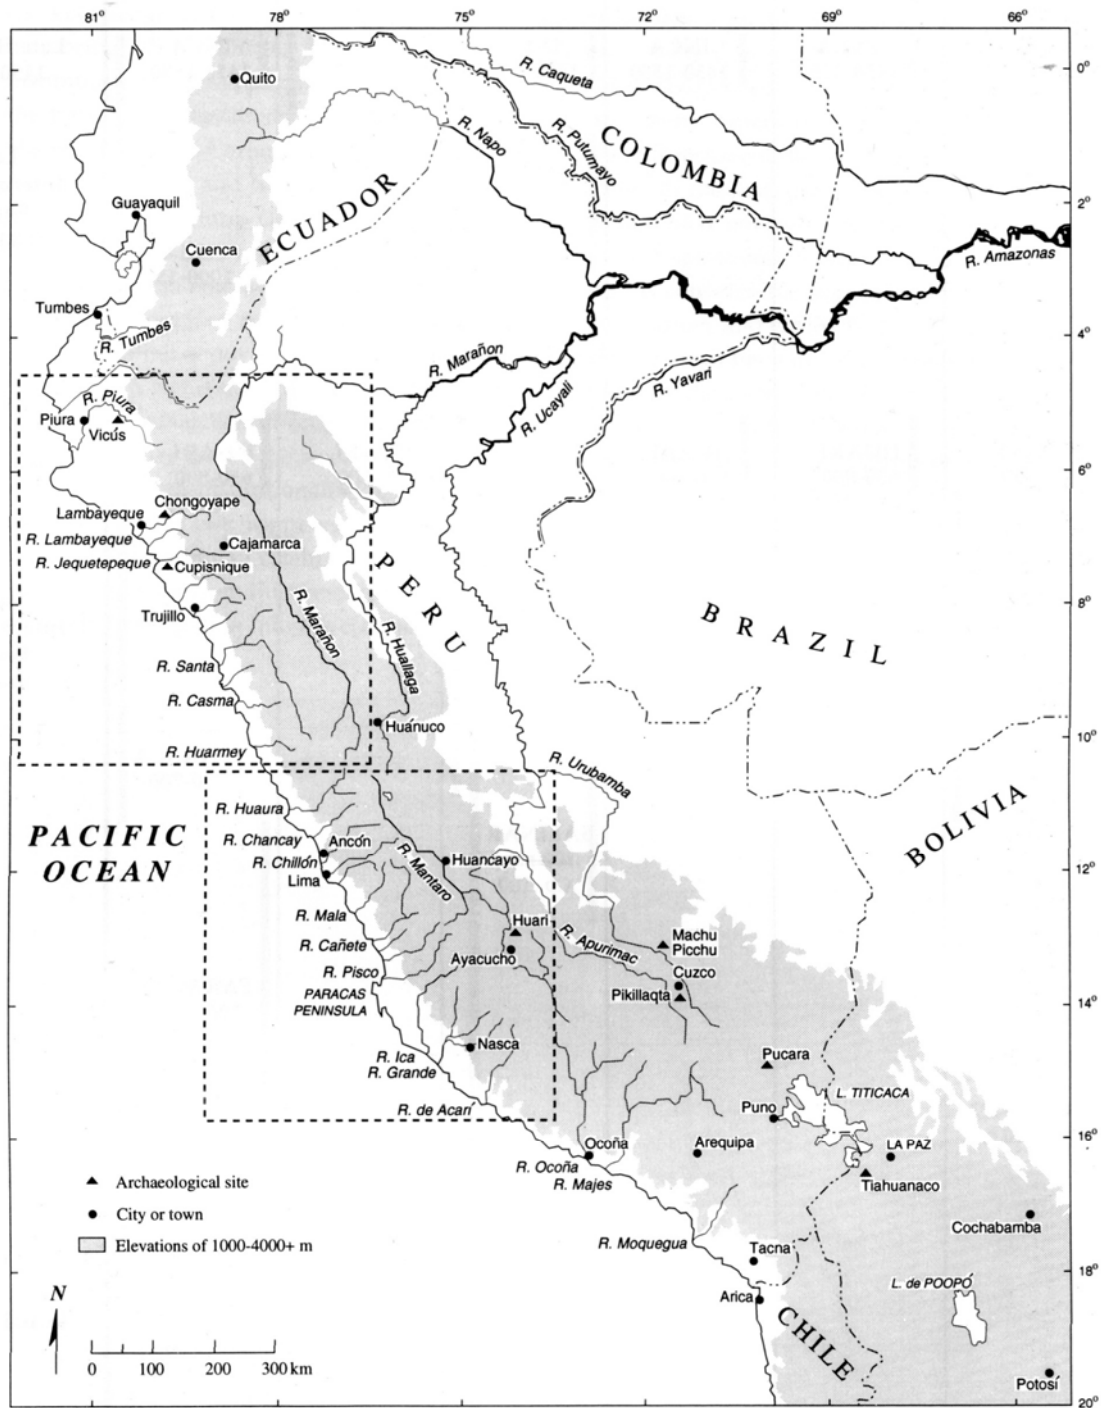 81°
78°
75°
72°
69°
66°
0°
2°
4°
6°
8°
10°
12°
14°
16°
18°
20°
Quito
R. Caqueta
R. Napo
R. Putumayo
COLOMBIA
Guayaquil
ECUADOR
Cuenca
R. Amazonas
Tumbes
R. Tumbes
R. Marañon
R. Yavari
R. Ucayali
R. Piura
Piura
Vicús
Chongoyape
Lambayeque
R. Lambayeque
Cajamarca
R. Jequetepeque
Cupisnique
PERU
Trujillo
R. Marañon
R. Huallaga
BRAZIL
R. Santa
R. Casma
Huánuco
R. Huarmey
R. Urubamba
BOLIVIA
R. Huaura
PACIFIC
OCEAN
R. Chancay
Ancón
R. Chillón
Lima
R. Mantaro
Huancayo
R. Mala
Huari
R. Apurimac
Machu
Picchu
R. Cañete
Ayacucho
Cuzco
R. Pisco
Pikillaqta
PARACAS
PENINSULA
Nasca
R. Ica
R. Grande
Pucara
L. TITICACA
Puno
R. de Acarí
Ocoña
Arequipa
LA PAZ
R. Ocoña
R. Majes
Tiahuanaco
Cochabamba
R. Moquegua
Tacna
L. de POOPÓ
Arica
CHILE
Potosí
Archaeological site
City or town
Elevations of 1000-4000+ m
N
0 100 200 300 km